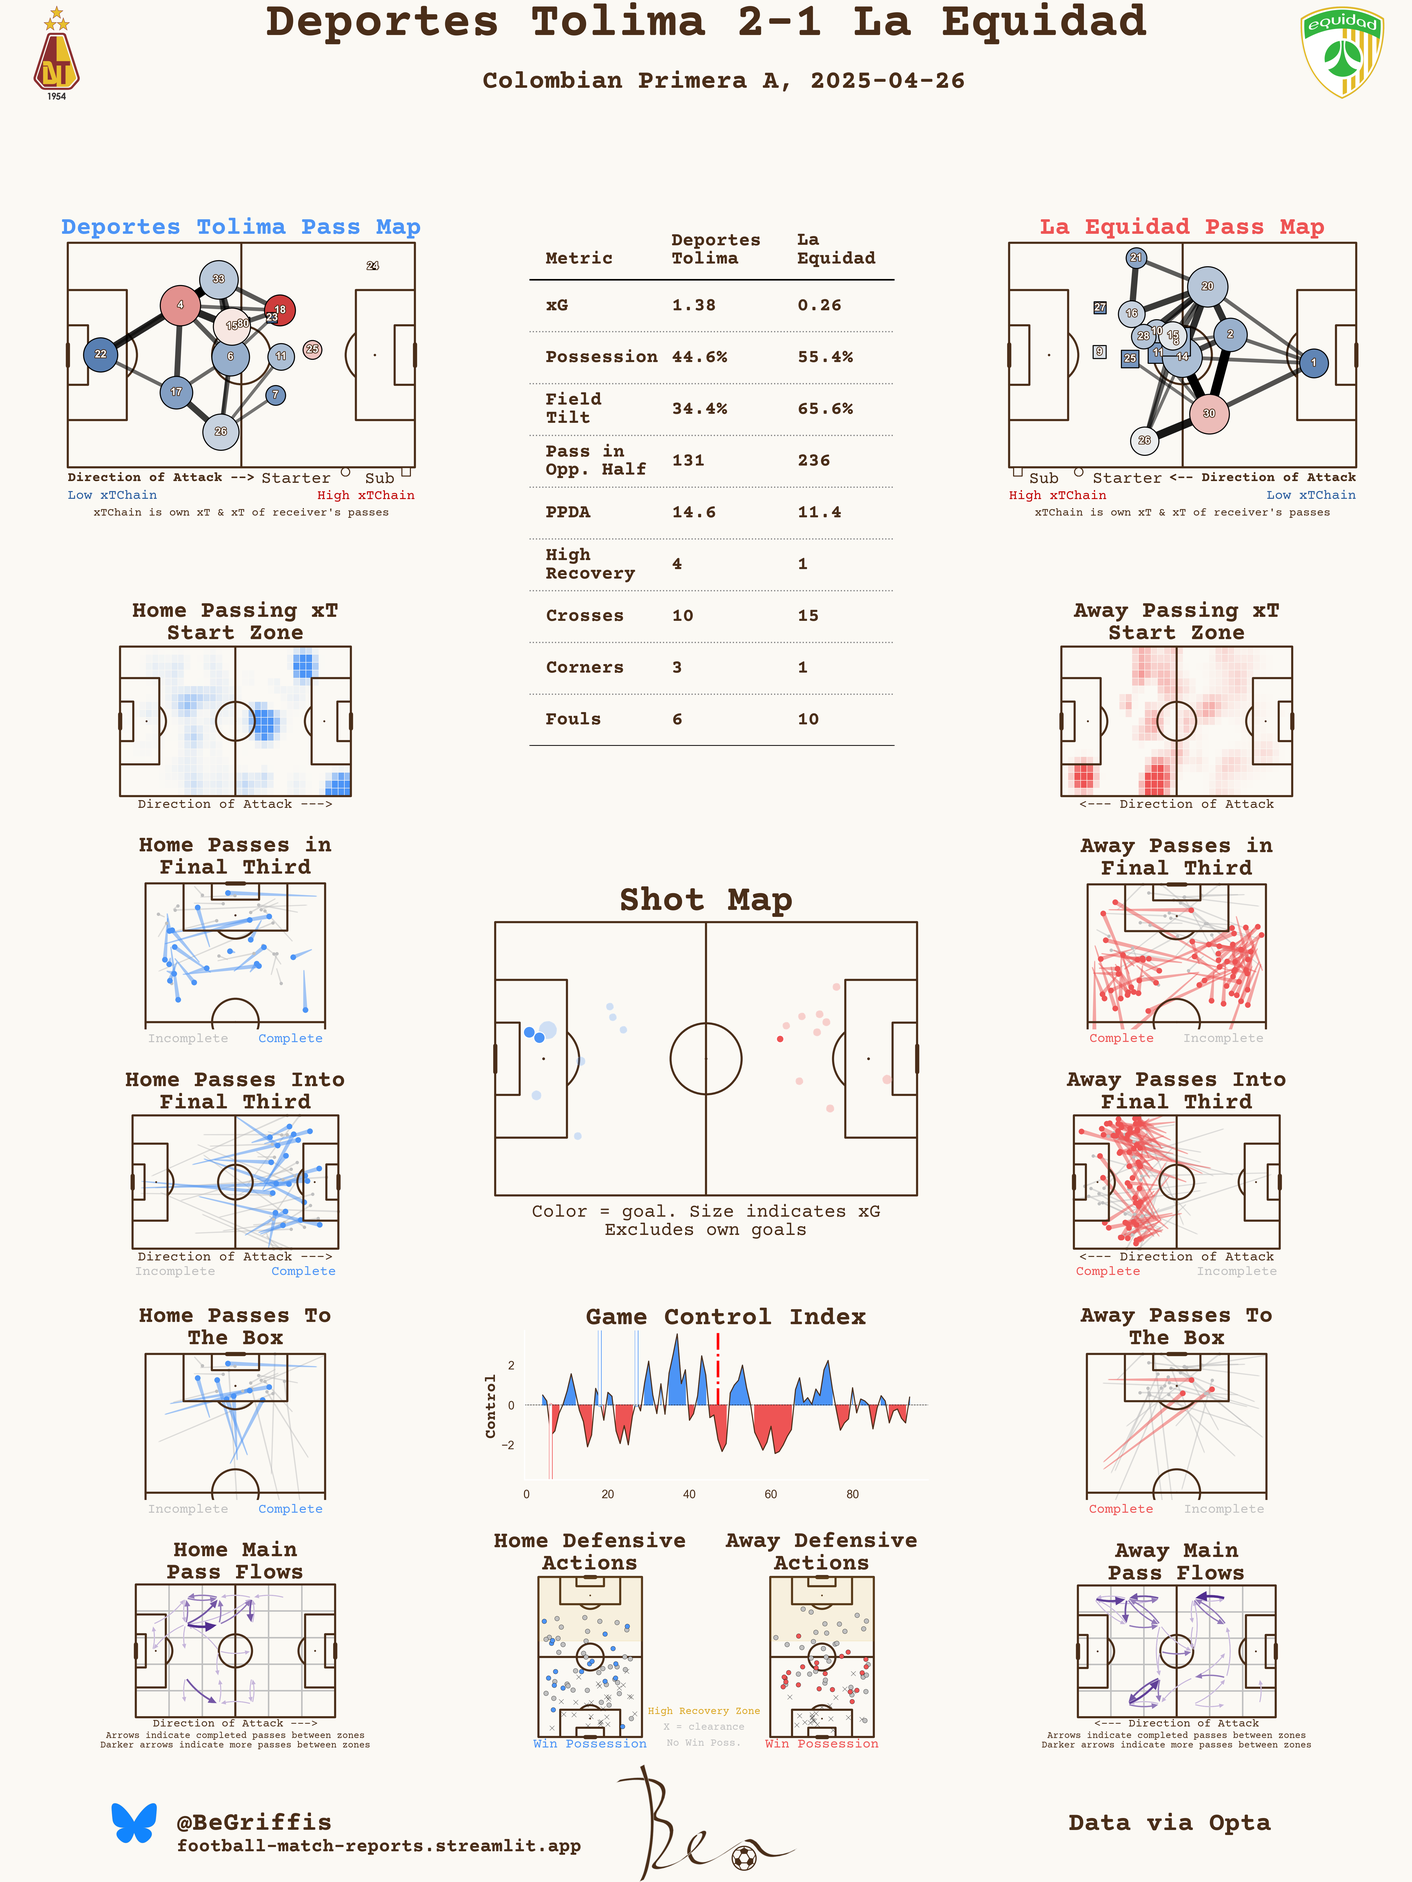 Deportes Tolima 2-1 La Equidad
Colombian Primera A, 2025-04-26
1954
equidad
Deportes Tolima Pass Map
33
24
4
18
23
15
80
22
6
11
25
17
7
26
Direction of Attack --> Starter Sub
Low xTChain High xTChain
xTChain is own xT & xT of receiver's passes
Metric Deportes Tolima La Equidad
xG 1.38 0.26
Possession 44.6% 55.4%
Field Tilt 34.4% 65.6%
Pass in Opp. Half 131 236
PPDA 14.6 11.4
High Recovery 4 1
Crosses 10 15
Corners 3 1
Fouls 6 10
La Equidad Pass Map
21
20
27
16
10
15
28
8
2
9
25
11
14
1
30
26
Sub Starter <-- Direction of Attack
High xTChain Low xTChain
xTChain is own xT & xT of receiver's passes
Home Passing xT
Start Zone
Direction of Attack --->
Away Passing xT
Start Zone
<--- Direction of Attack
Home Passes in
Final Third
Incomplete Complete
Away Passes in
Final Third
Complete Incomplete
Shot Map
Color = goal. Size indicates xG
Excludes own goals
Home Passes Into
Final Third
Direction of Attack --->
Incomplete Complete
Away Passes Into
Final Third
<--- Direction of Attack
Complete Incomplete
Home Passes To
The Box
Incomplete Complete
Game Control Index
Control
2
0
−2
0 20 40 60 80
Away Passes To
The Box
Complete Incomplete
Home Main
Pass Flows
Direction of Attack --->
Arrows indicate completed passes between zones
Darker arrows indicate more passes between zones
Home Defensive
Actions
Win Possession
High Recovery Zone
X = clearance
No Win Poss.
Away Defensive
Actions
Win Possession
Away Main
Pass Flows
<--- Direction of Attack
Arrows indicate completed passes between zones
Darker arrows indicate more passes between zones
@BeGriffis
football-match-reports.streamlit.app
Ben
Data via Opta